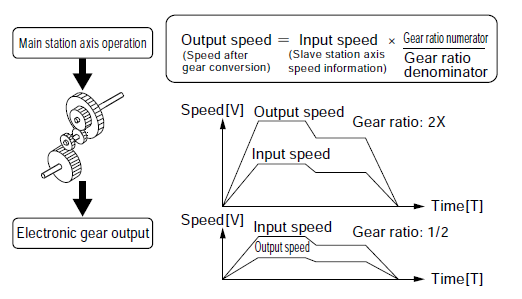 Main station axis operation
Output speed = Input speed × Gear ratio numerator
(Speed after (Slave station axis Gear ratio
gear conversion) speed information) denominator
Speed[V] Output speed
Gear ratio: 2X
Input speed
Time[T]
Electronic gear output
Speed[V] Input speed Gear ratio: 1/2
Output speed
Time[T]